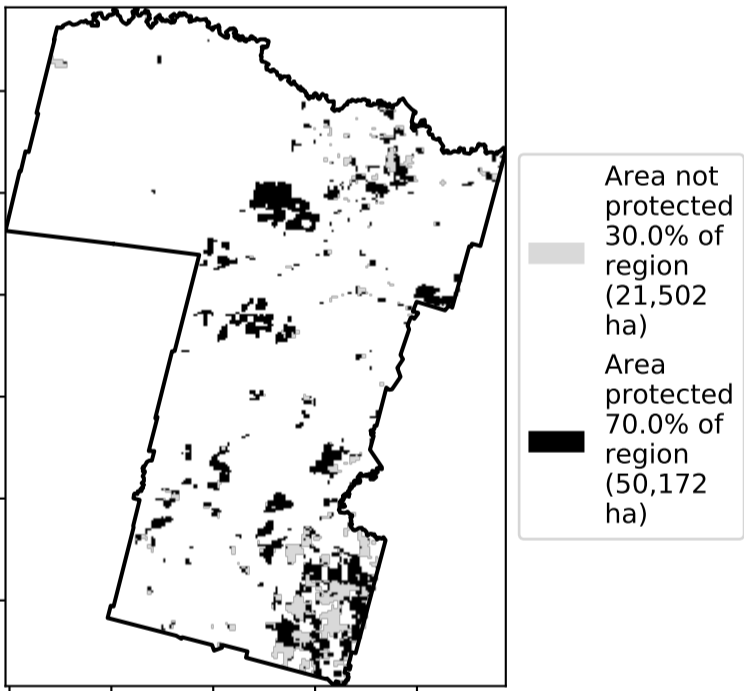 Area not
protected
30.0% of
region
(21,502
ha)
Area
protected
70.0% of
region
(50,172
ha)